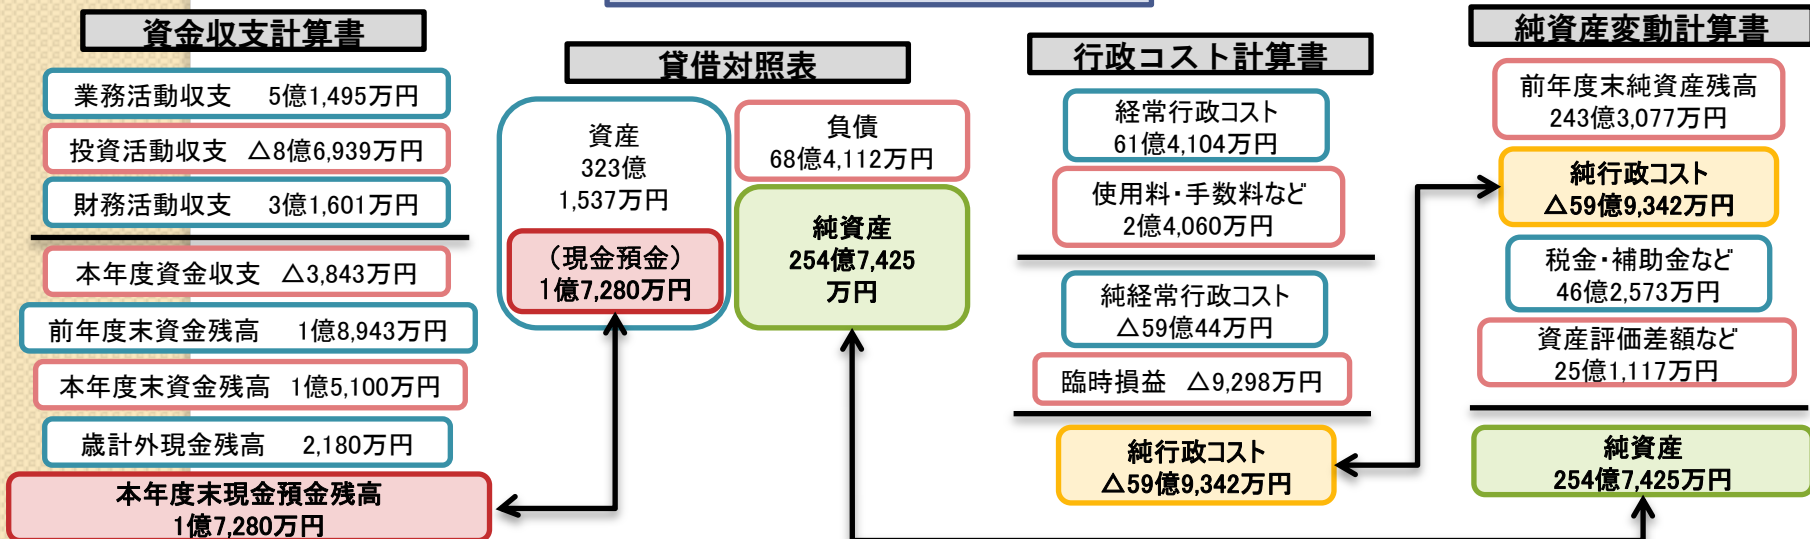 資金収支計算書
業務活動収支 5億1,495万円
投資活動収支 △8億6,939万円
財務活動収支 3億1,601万円
本年度資金収支 △3,843万円
前年度末資金残高 1億8,943万円
本年度末資金残高 1億5,100万円
歳計外現金残高 2,180万円
本年度末現金預金残高
1億7,280万円
貸借対照表
資産
323億
1,537万円
(現金預金)
1億7,280万円
負債
68億4,112万円
純資産
254億7,425
万円
行政コスト計算書
経常行政コスト
61億4,104万円
使用料・手数料など
2億4,060万円
純経常行政コスト
△59億44万円
臨時損益 △9,298万円
純行政コスト
△59億9,342万円
純資産変動計算書
前年度末純資産残高
243億3,077万円
純行政コスト
△59億9,342万円
税金・補助金など
46億2,573万円
資産評価差額など
25億1,117万円
純資産
254億7,425万円